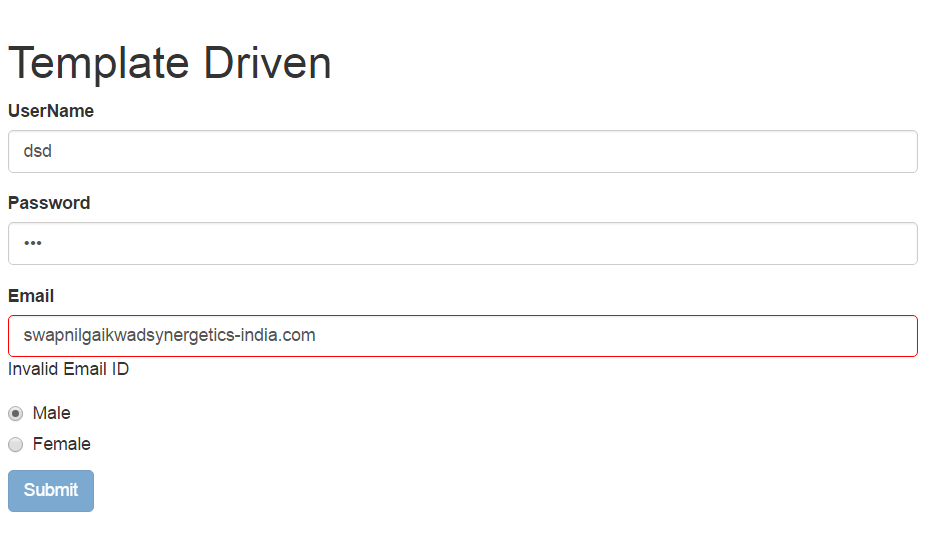 Template Driven
UserName
dsd
Password
•••
Email
swapnilgaikwadsynergetics-india.com
Invalid Email ID
Male
Female
Submit